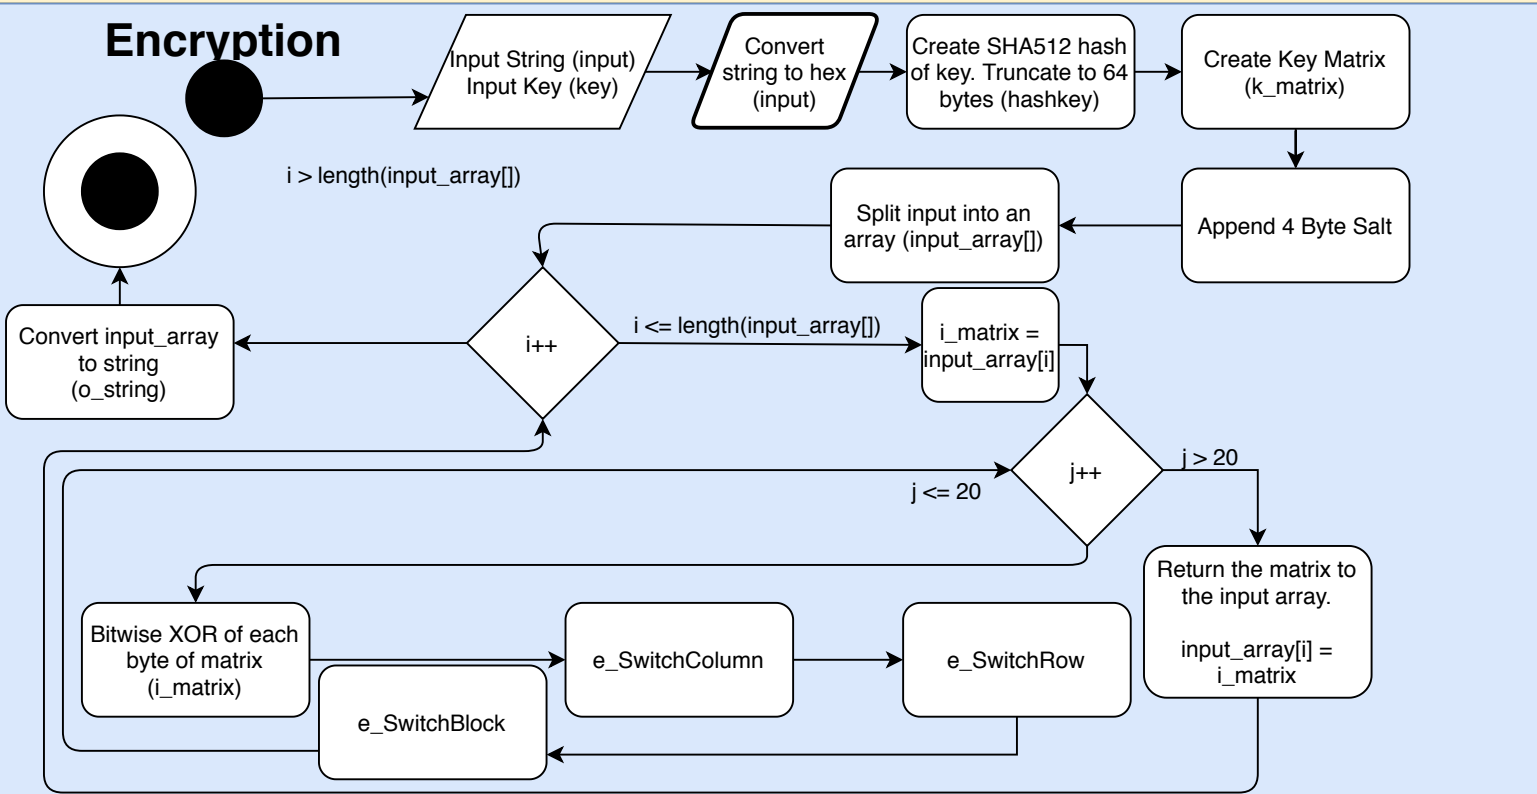 Encryption
Input String (input)
Input Key (key)
Convert
string to hex
(input)
Create SHA512 hash
of key. Truncate to 64
bytes (hashkey)
Create Key Matrix
(k_matrix)
i > length(input_array[])
Split input into an
array (input_array[])
Append 4 Byte Salt
Convert input_array
to string
(o_string)
i++
i <= length(input_array[])
i_matrix =
input_array[i]
j++
j > 20
j <= 20
Return the matrix to
the input array.
input_array[i] =
i_matrix
Bitwise XOR of each
byte of matrix
(i_matrix)
e_SwitchColumn
e_SwitchRow
e_SwitchBlock